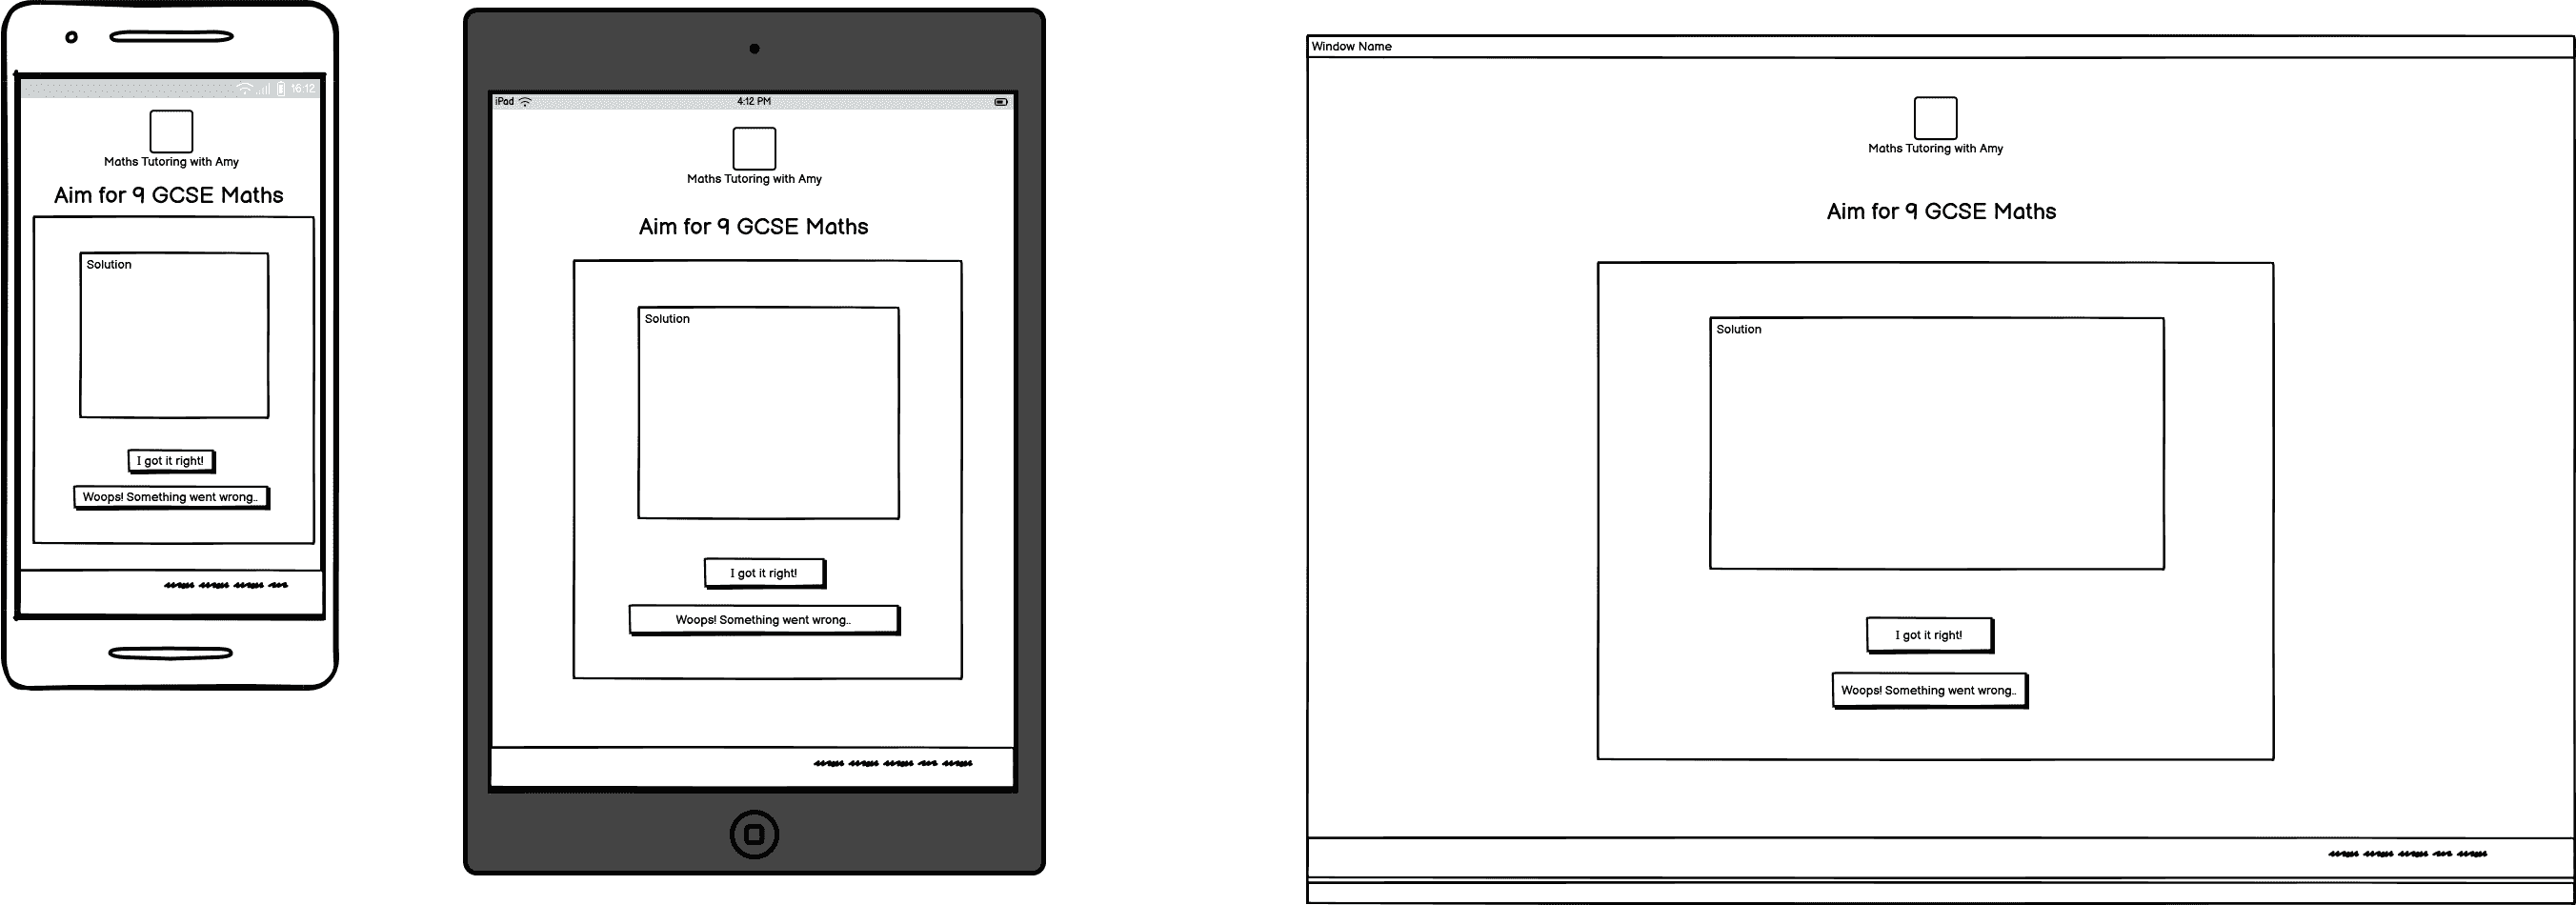 16:12
Maths Tutoring with Amy
Aim for 9 GCSE Maths
Solution
I got it right!
Woops! Something went wrong..
iPad
4:12 PM
Maths Tutoring with Amy
Aim for 9 GCSE Maths
Solution
I got it right!
Woops! Something went wrong..
Window Name
Maths Tutoring with Amy
Aim for 9 GCSE Maths
Solution
I got it right!
Woops! Something went wrong..